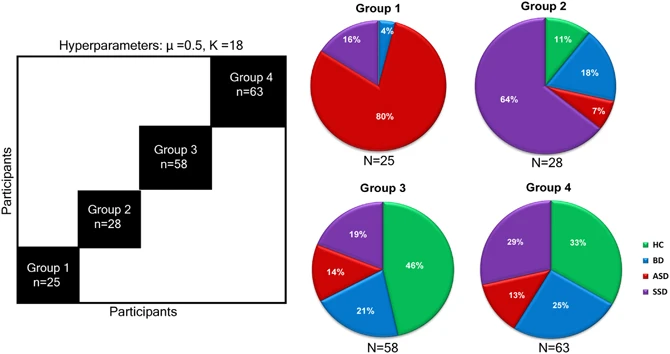 Hyperparameters: μ =0.5, K =18
Group 4
n=63
Group 3
n=58
Group 2
n=28
Group 1
n=25
Participants
Participants
Group 1
4%
16%
80%
N=25
Group 2
11%
18%
7%
64%
N=28
Group 3
19%
46%
14%
21%
N=58
Group 4
29%
33%
13%
25%
N=63
HC
BD
ASD
SSD